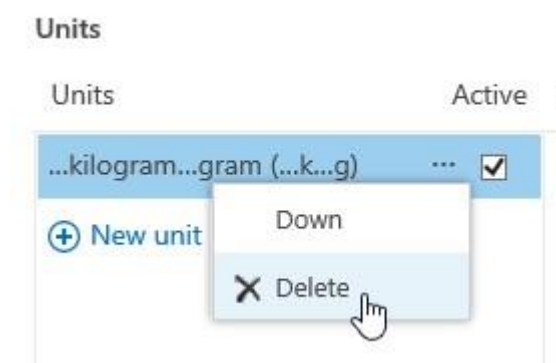 Units
Units Active
...kilogram...gram (...k...g) ...
New unit
Down
Delete